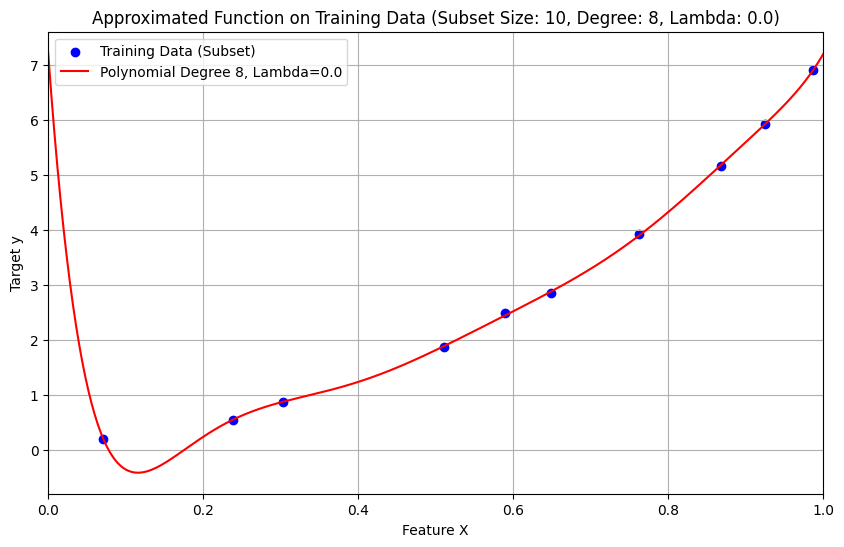 Approximated Function on Training Data (Subset Size: 10, Degree: 8, Lambda: 0.0)
Training Data (Subset)
Polynomial Degree 8, Lambda=0.0
7
6
5
4
3
2
1
0
Target y
0.0 0.2 0.4 0.6 0.8 1.0
Feature X